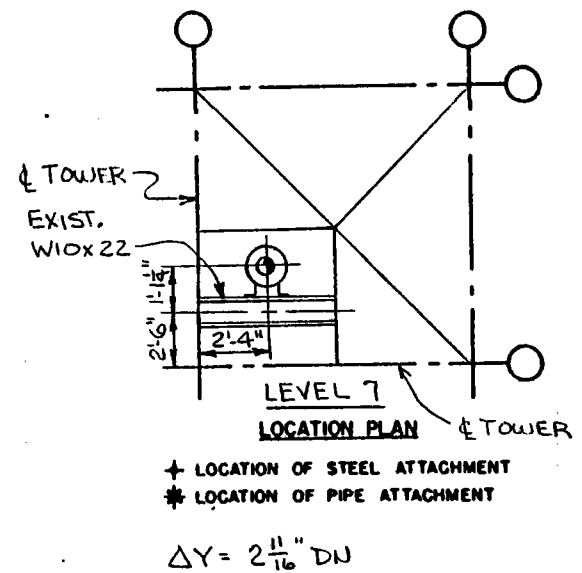 ℄ TOWER
EXIST.
W10x22
1'-1¼"
2'-6"
2'-4"
LEVEL 7
LOCATION PLAN
℄ TOWER
LOCATION OF STEEL ATTACHMENT
LOCATION OF PIPE ATTACHMENT
ΔY = 2 11/16" DN